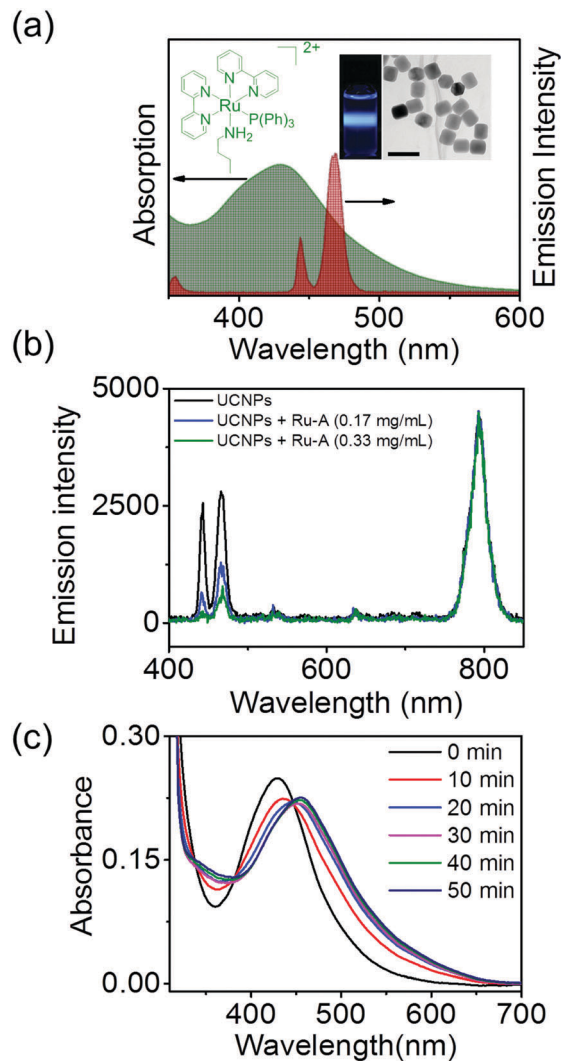 (a)
Absorption
Emission Intensity
2+
N
N
N
N
Ru
P(Ph)3
NH2
400 500 600
Wavelength (nm)
(b)
Emission intensity
5000
2500
0
UCNPs
UCNPs + Ru-A (0.17 mg/mL)
UCNPs + Ru-A (0.33 mg/mL)
400 600 800
Wavelength (nm)
(c)
Absorbance
0.30
0.15
0.00
0 min
10 min
20 min
30 min
40 min
50 min
400 500 600 700
Wavelength(nm)